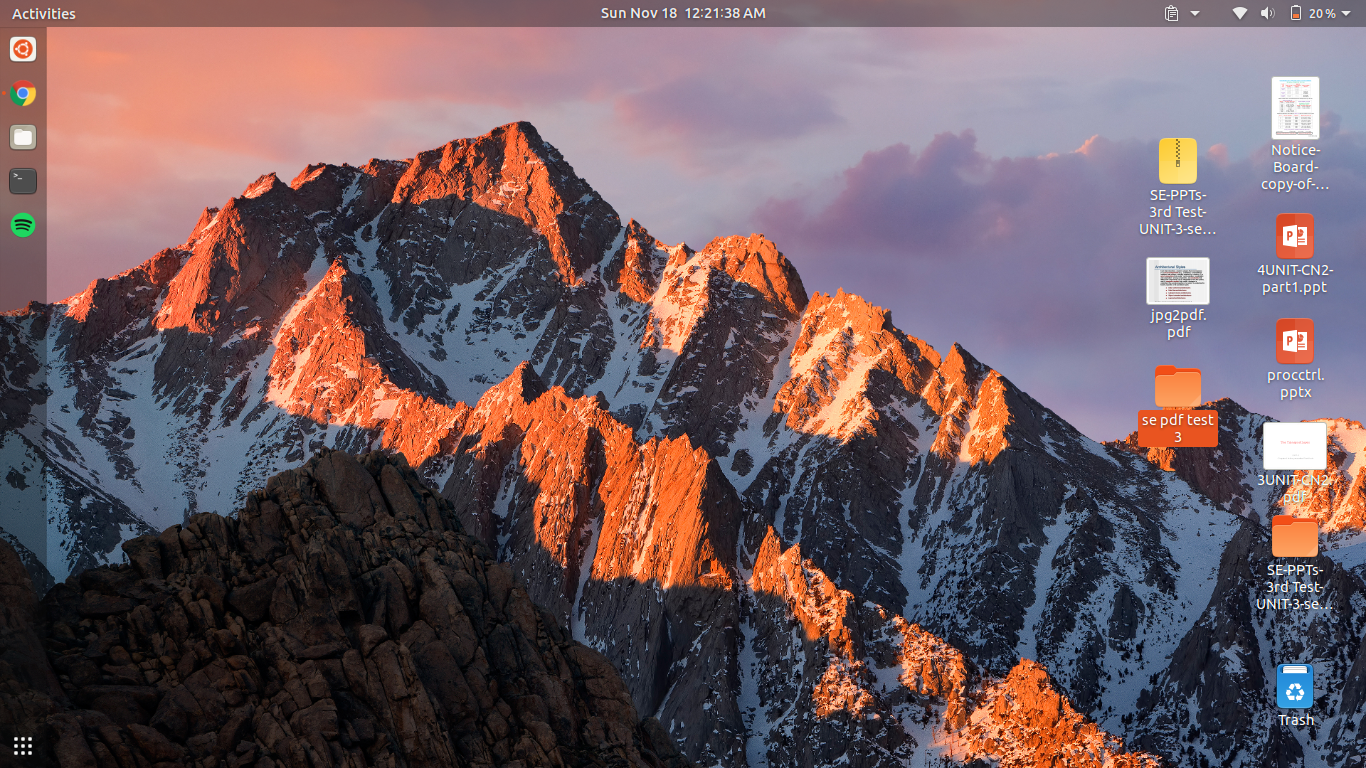 Activities
Sun Nov 18 12:21:38 AM
20 %
Notice-
Board-
copy-of-...
SE-PPTs-
3rd Test-
UNIT-3-se...
4UNIT-CN2-
part1.ppt
jpg2pdf.
pdf
procctrl.
pptx
se pdf test
3
3UNIT-CN2-
pdf
SE-PPTs-
3rd Test-
UNIT-3-se...
Trash